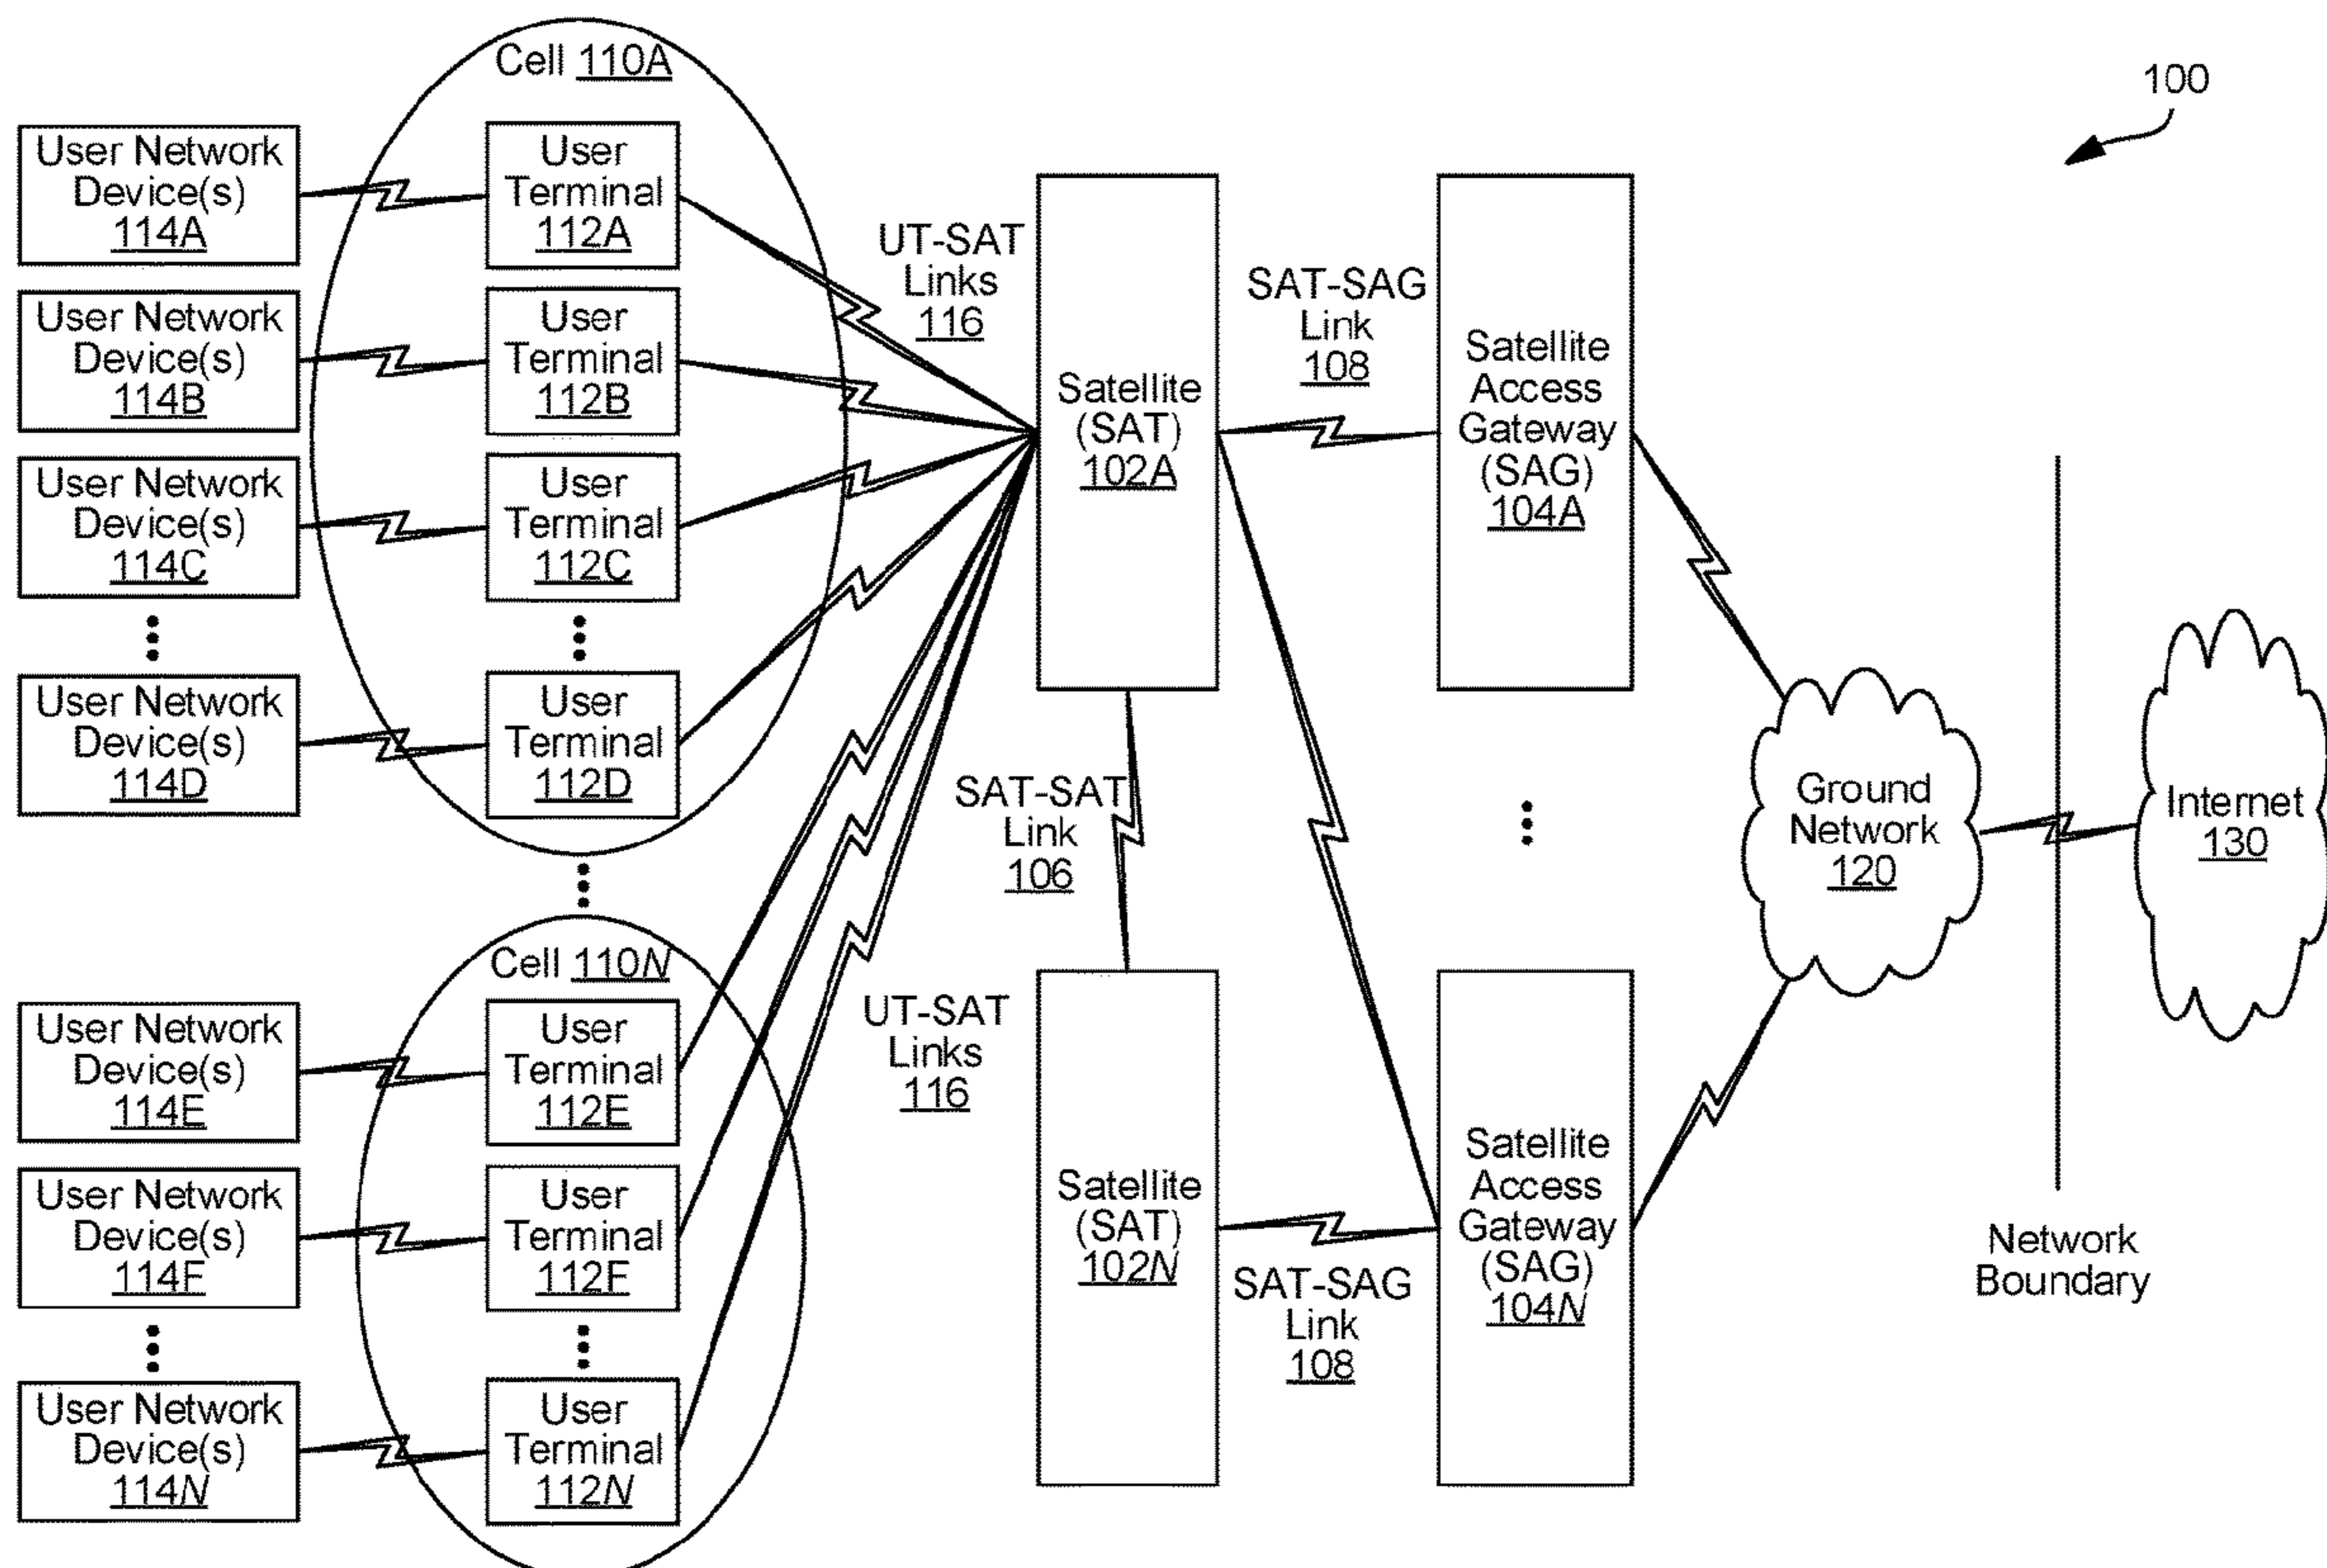 Cell 110A
100
User Network
Device(s)
114A
User
Terminal
112A
User Network
Device(s)
114B
User
Terminal
112B
User Network
Device(s)
114C
User
Terminal
112C
User Network
Device(s)
114D
User
Terminal
112D
UT-SAT
Links
116
Satellite
(SAT)
102A
SAT-SAG
Link
108
Satellite
Access
Gateway
(SAG)
104A
SAT-SAT
Link
106
Ground
Network
120
Internet
130
Cell 110N
User Network
Device(s)
114E
User
Terminal
112E
User Network
Device(s)
114F
User
Terminal
112F
User Network
Device(s)
114N
User
Terminal
112N
UT-SAT
Links
116
Satellite
(SAT)
102N
SAT-SAG
Link
108
Satellite
Access
Gateway
(SAG)
104N
Network
Boundary